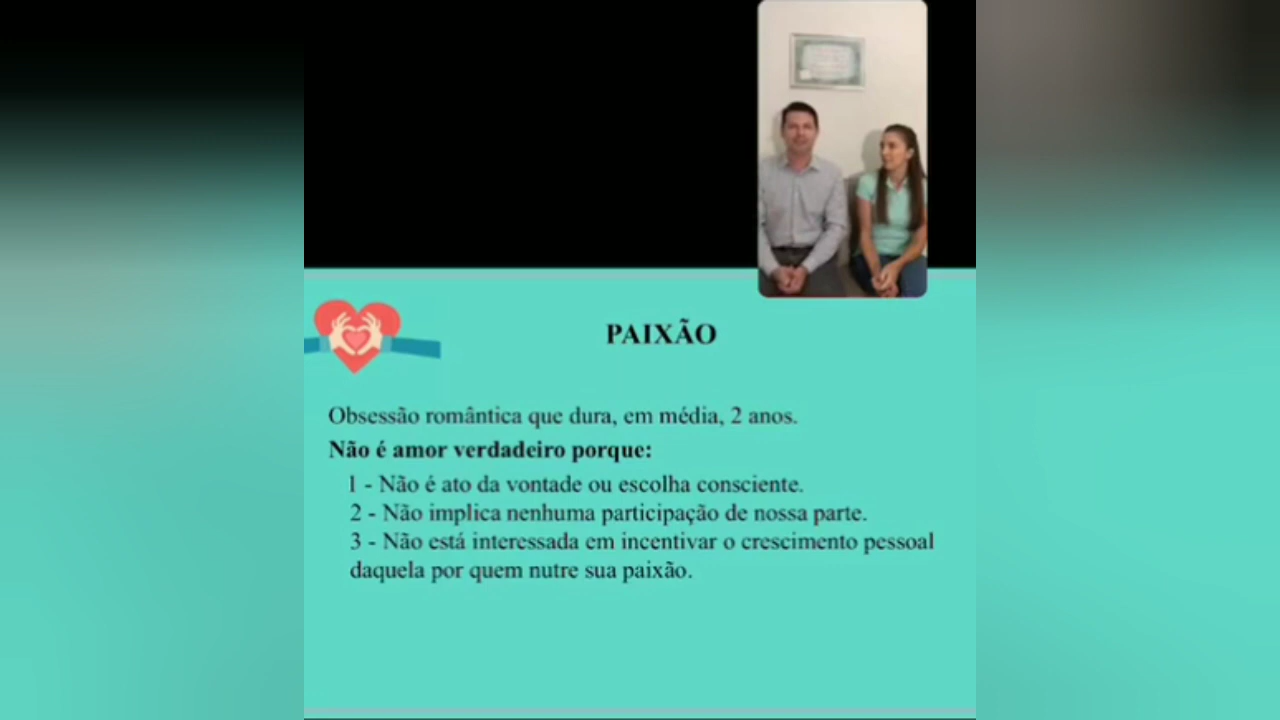 PAIXÃO
Obsessão romântica que dura, em média, 2 anos.
Não é amor verdadeiro porque:
1 - Não é ato da vontade ou escolha consciente.
2 - Não implica nenhuma participação de nossa parte.
3 - Não está interessada em incentivar o crescimento pessoal
daquela por quem nutre sua paixão.